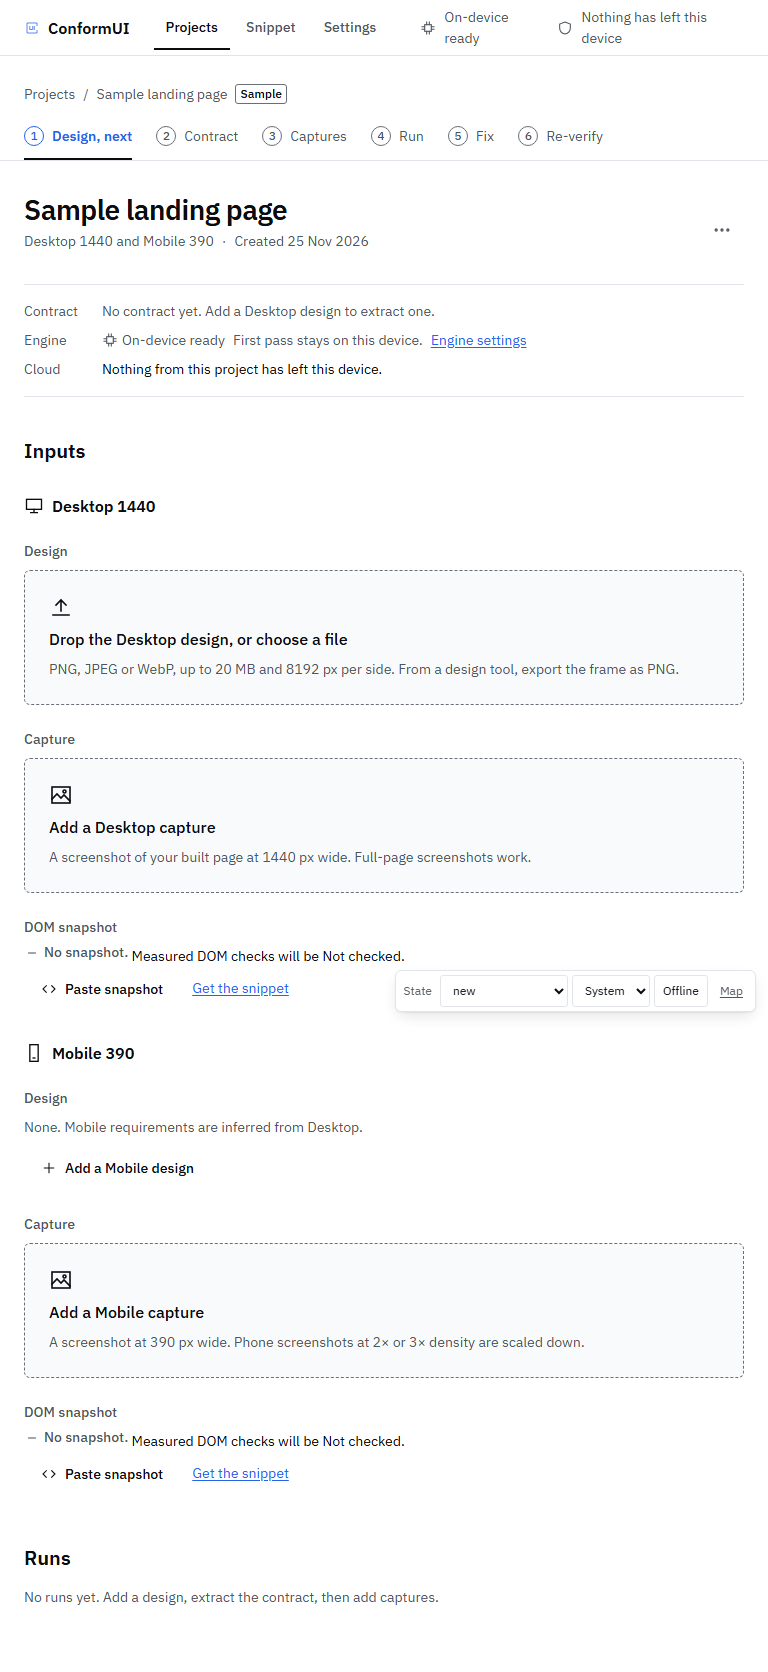 ConformUI Projects Snippet Settings On-device ready Nothing has left this device
Projects / Sample landing page Sample
1 Design, next 2 Contract 3 Captures 4 Run 5 Fix 6 Re-verify
Sample landing page
Desktop 1440 and Mobile 390 · Created 25 Nov 2026
Contract No contract yet. Add a Desktop design to extract one.
Engine On-device ready First pass stays on this device. Engine settings
Cloud Nothing from this project has left this device.
Inputs
Desktop 1440
Design
Drop the Desktop design, or choose a file
PNG, JPEG or WebP, up to 20 MB and 8192 px per side. From a design tool, export the frame as PNG.
Capture
Add a Desktop capture
A screenshot of your built page at 1440 px wide. Full-page screenshots work.
DOM snapshot
– No snapshot. Measured DOM checks will be Not checked.
Paste snapshot Get the snippet
State new System Offline Map
Mobile 390
Design
None. Mobile requirements are inferred from Desktop.
Add a Mobile design
Capture
Add a Mobile capture
A screenshot at 390 px wide. Phone screenshots at 2× or 3× density are scaled down.
DOM snapshot
– No snapshot. Measured DOM checks will be Not checked.
Paste snapshot Get the snippet
Runs
No runs yet. Add a design, extract the contract, then add captures.